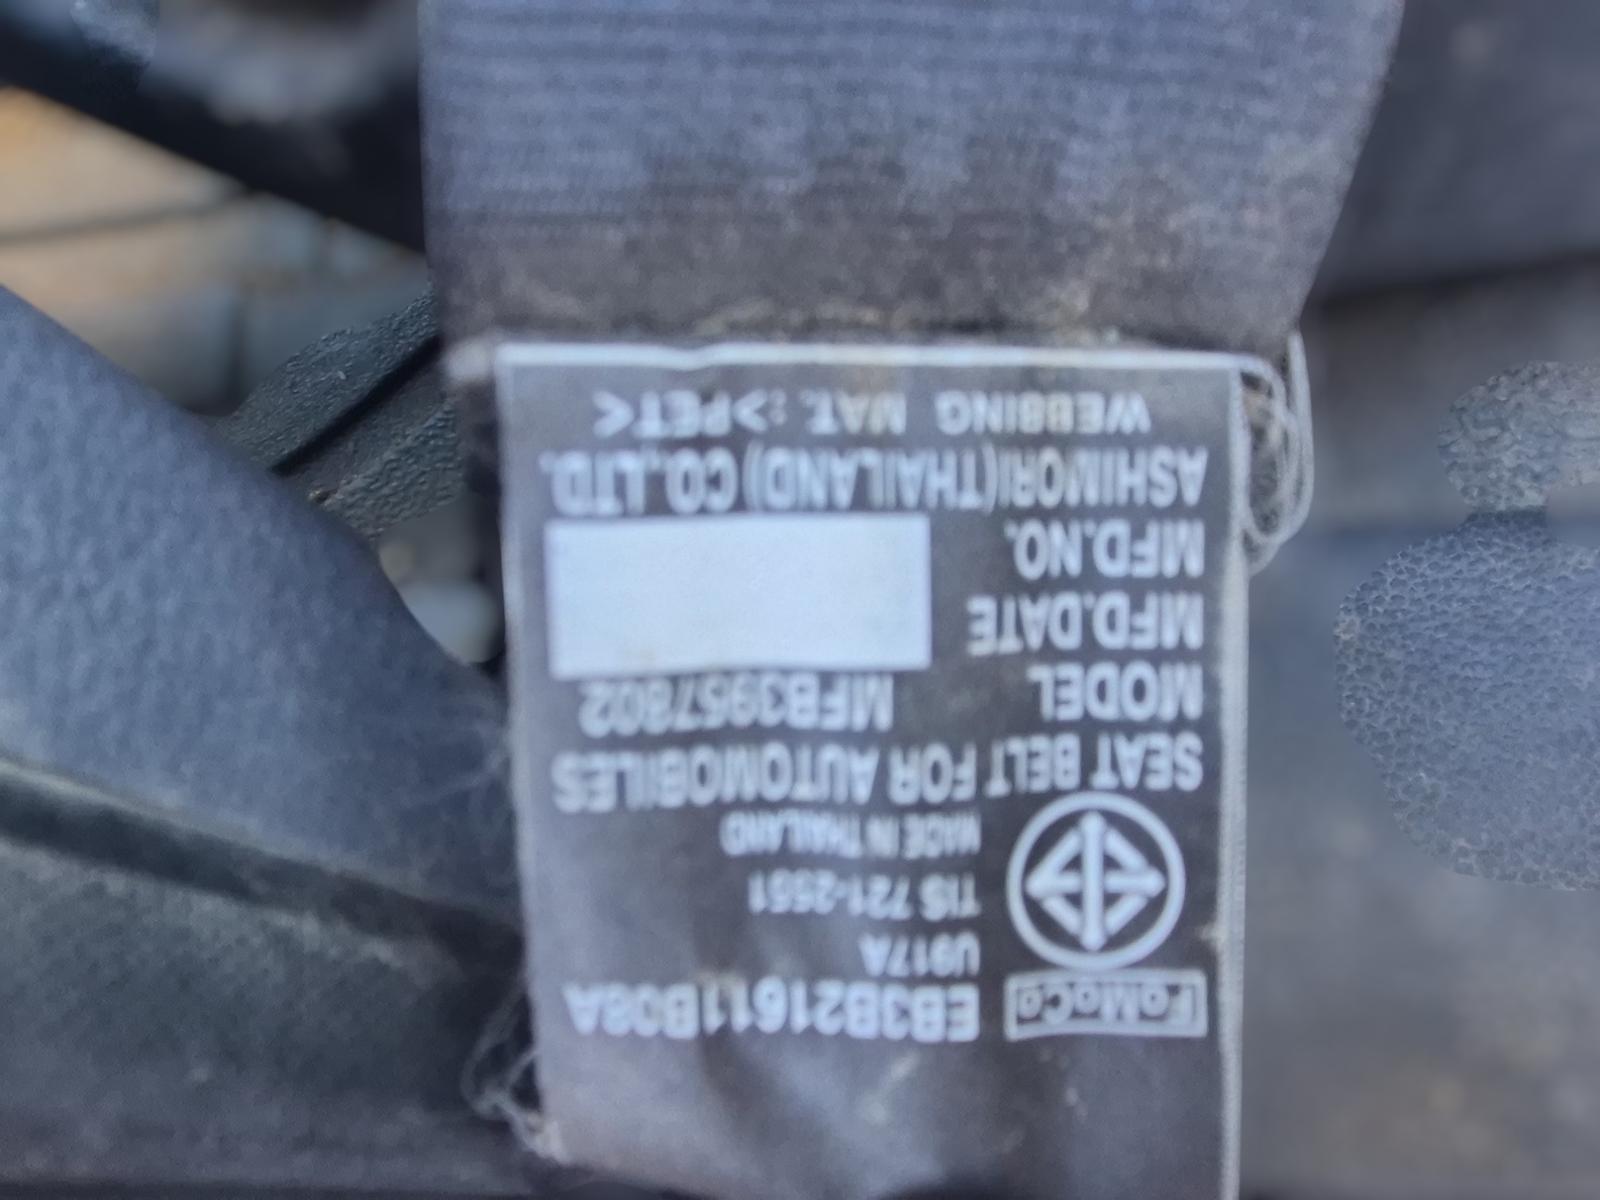 FoMoCo EB3B21611B08A
U917A
TIS 721-2551
MADE IN THAILAND
SEAT BELT FOR AUTOMOBILES
MODEL MFB3957802
MFD.DATE
MFD.NO.
ASHIMORI(THAILAND) CO.,LTD.
WEBBING MAT. :>PET<